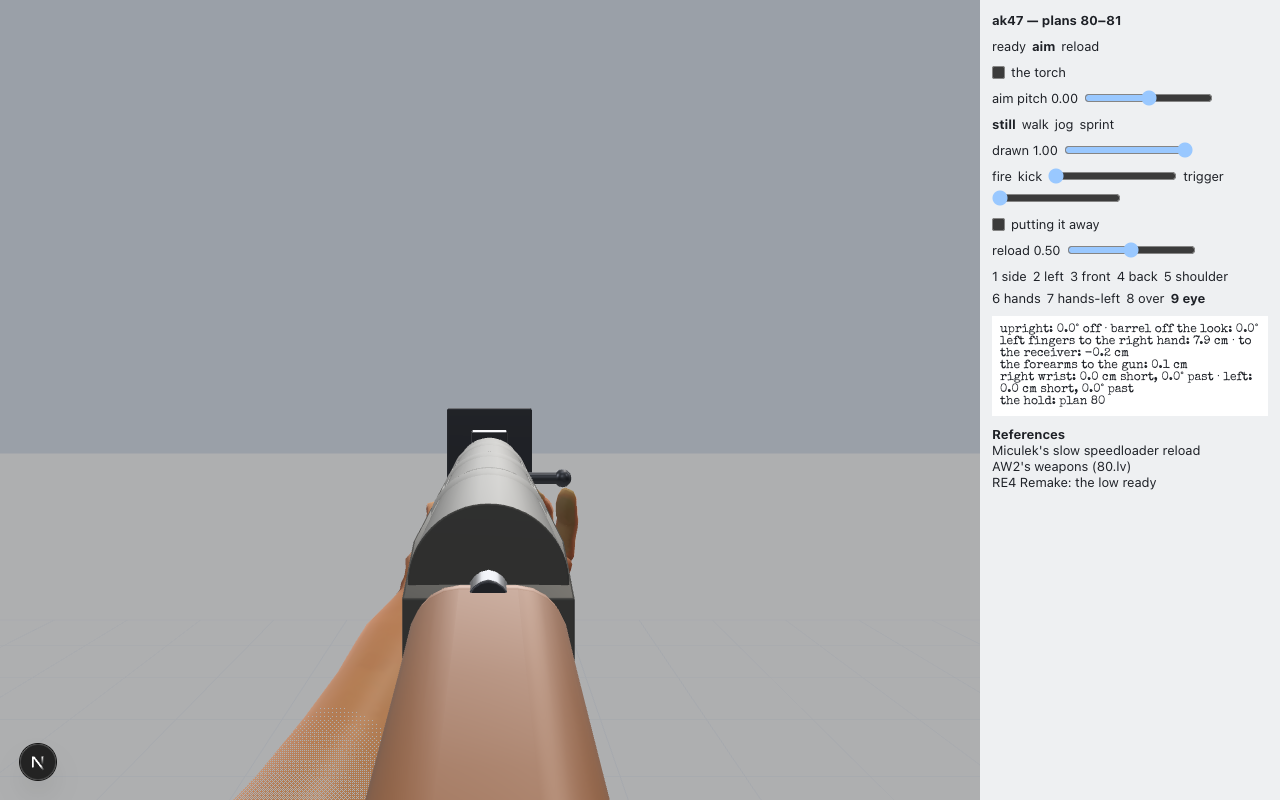 ak47 — plans 80–81
ready aim reload
the torch
aim pitch 0.00
still walk jog sprint
drawn 1.00
fire kick trigger
putting it away
reload 0.50
1 side 2 left 3 front 4 back 5 shoulder
6 hands 7 hands-left 8 over 9 eye
upright: 0.0° off · barrel off the look: 0.0°
left fingers to the right hand: 7.9 cm · to
the receiver: -0.2 cm
the forearms to the gun: 0.1 cm
right wrist: 0.0 cm short, 0.0° past · left:
0.0 cm short, 0.0° past
the hold: plan 80
References
Miculek's slow speedloader reload
AW2's weapons (80.lv)
RE4 Remake: the low ready
N